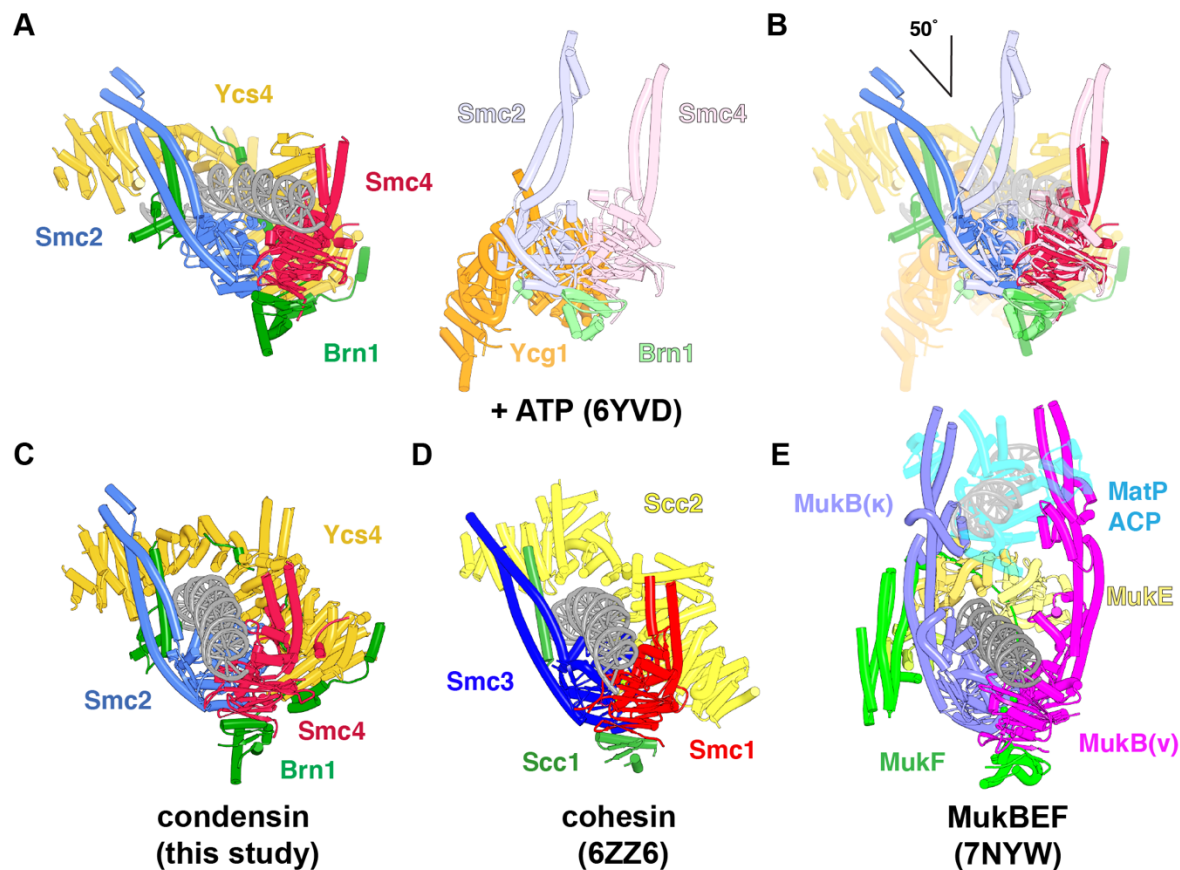 A
Ycs4
Smc4
Smc2
Brn1
Smc2
Smc4
Ycg1
Brn1
+ ATP (6YVD)
B
50°
C
Ycs4
Smc2
Smc4
Brn1
condensin
(this study)
D
Scc2
Smc3
Scc1
Smc1
cohesin
(6ZZ6)
E
MukB(κ)
MatP
ACP
MukE
MukF
MukB(ν)
MukBEF
(7NYW)